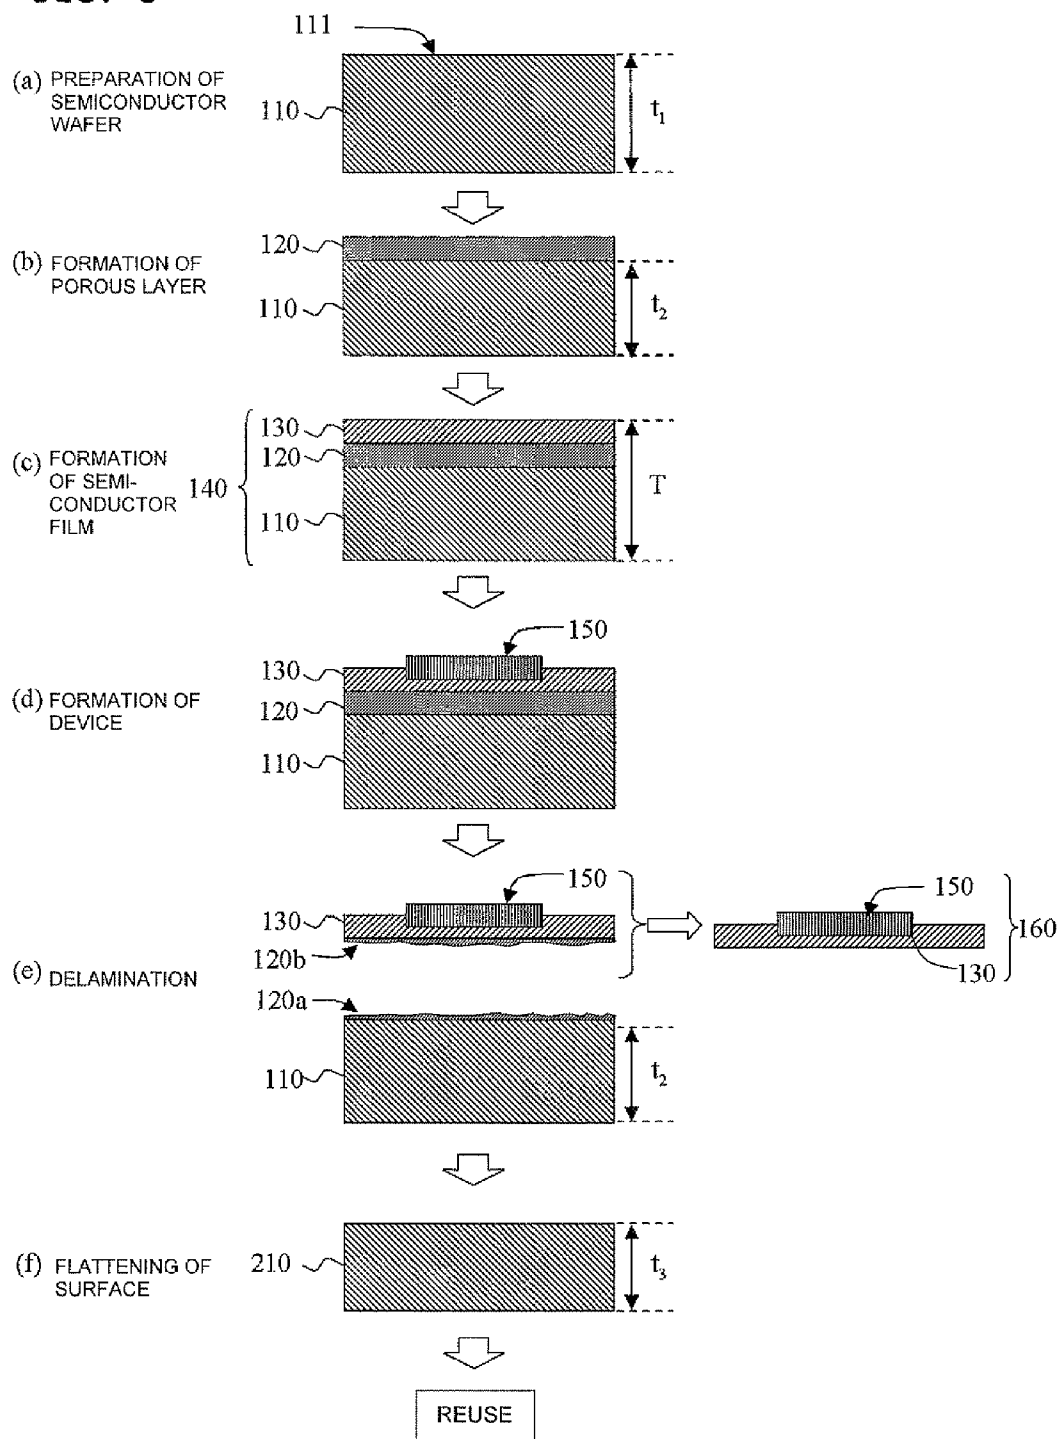 111
(a) PREPARATION OF
SEMICONDUCTOR
WAFER
110
t₁
(b) FORMATION OF
POROUS LAYER
120
110
t₂
(c) FORMATION
OF SEMI-
CONDUCTOR
FILM
140
130
120
110
T
(d) FORMATION OF
DEVICE
150
130
120
110
(e) DELAMINATION
150
130
120b
150
130
160
120a
110
t₂
(f) FLATTENING OF
SURFACE
210
t₃
REUSE